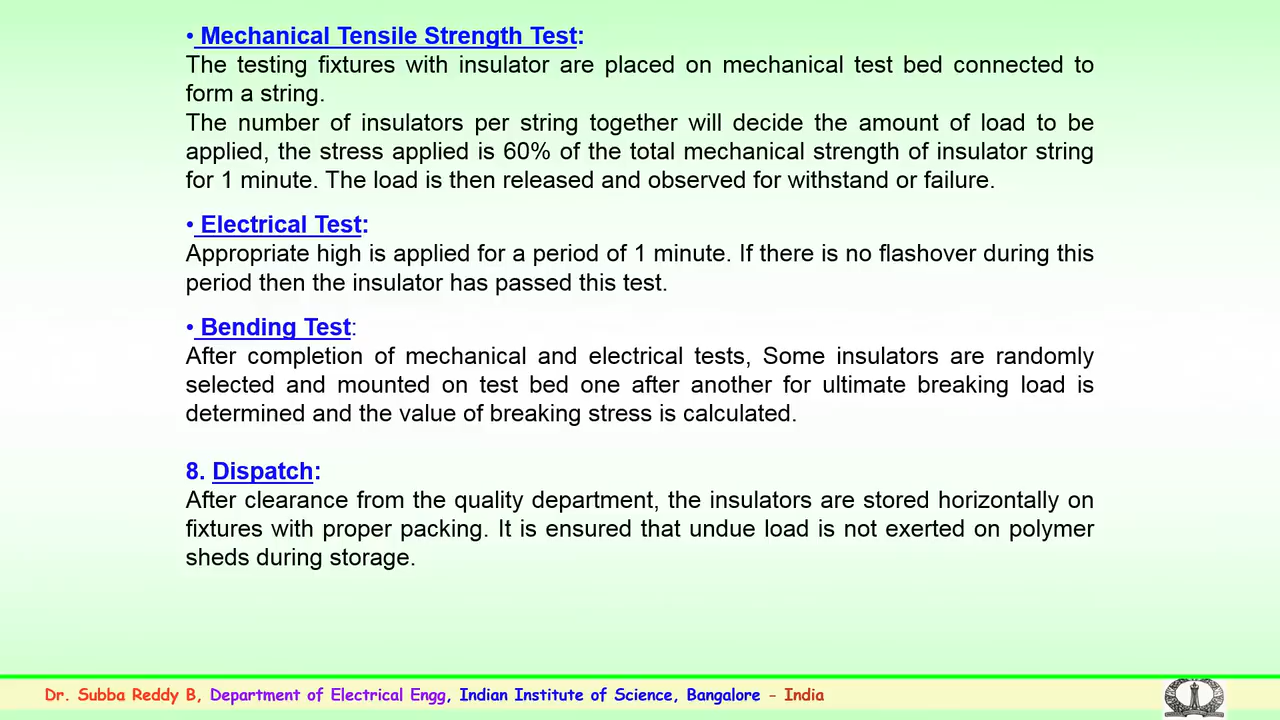 • Mechanical Tensile Strength Test:
The testing fixtures with insulator are placed on mechanical test bed connected to
form a string.
The number of insulators per string together will decide the amount of load to be
applied, the stress applied is 60% of the total mechanical strength of insulator string
for 1 minute. The load is then released and observed for withstand or failure.
• Electrical Test:
Appropriate high is applied for a period of 1 minute. If there is no flashover during this
period then the insulator has passed this test.
• Bending Test:
After completion of mechanical and electrical tests, Some insulators are randomly
selected and mounted on test bed one after another for ultimate breaking load is
determined and the value of breaking stress is calculated.
8. Dispatch:
After clearance from the quality department, the insulators are stored horizontally on
fixtures with proper packing. It is ensured that undue load is not exerted on polymer
sheds during storage.
Dr. Subba Reddy B, Department of Electrical Engg, Indian Institute of Science, Bangalore - India